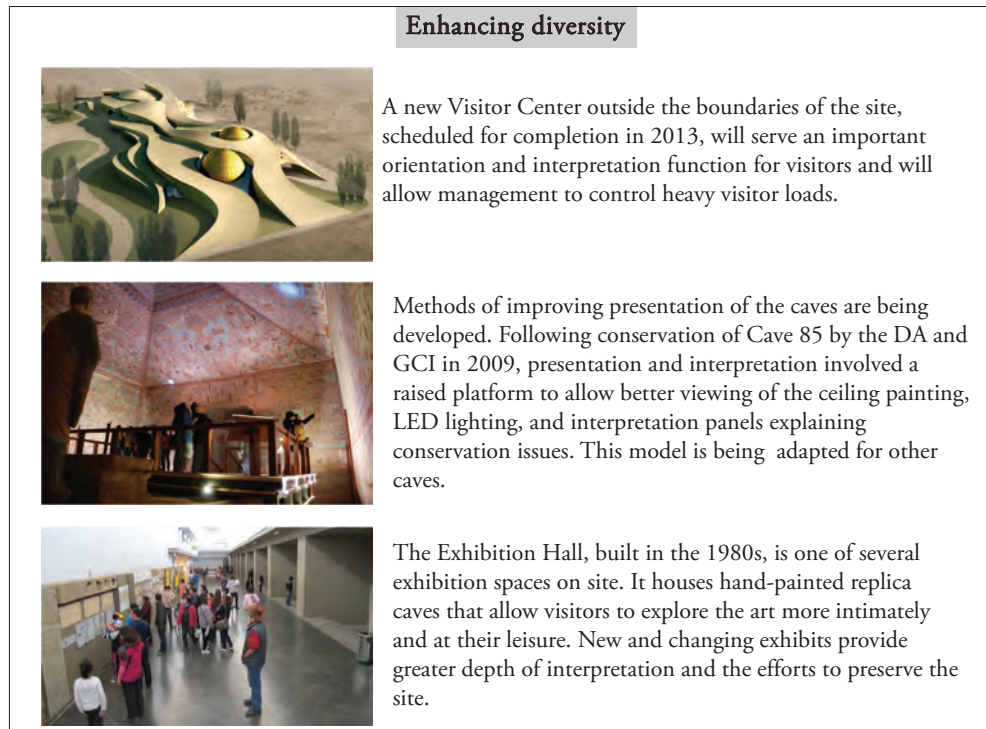 Enhancing diversity
A new Visitor Center outside the boundaries of the site,
scheduled for completion in 2013, will serve an important
orientation and interpretation function for visitors and will
allow management to control heavy visitor loads.
Methods of improving presentation of the caves are being
developed. Following conservation of Cave 85 by the DA and
GCI in 2009, presentation and interpretation involved a
raised platform to allow better viewing of the ceiling painting,
LED lighting, and interpretation panels explaining
conservation issues. This model is being  adapted for other
caves.
The Exhibition Hall, built in the 1980s, is one of several
exhibition spaces on site. It houses hand-painted replica
caves that allow visitors to explore the art more intimately
and at their leisure. New and changing exhibits provide
greater depth of interpretation and the efforts to preserve the
site.